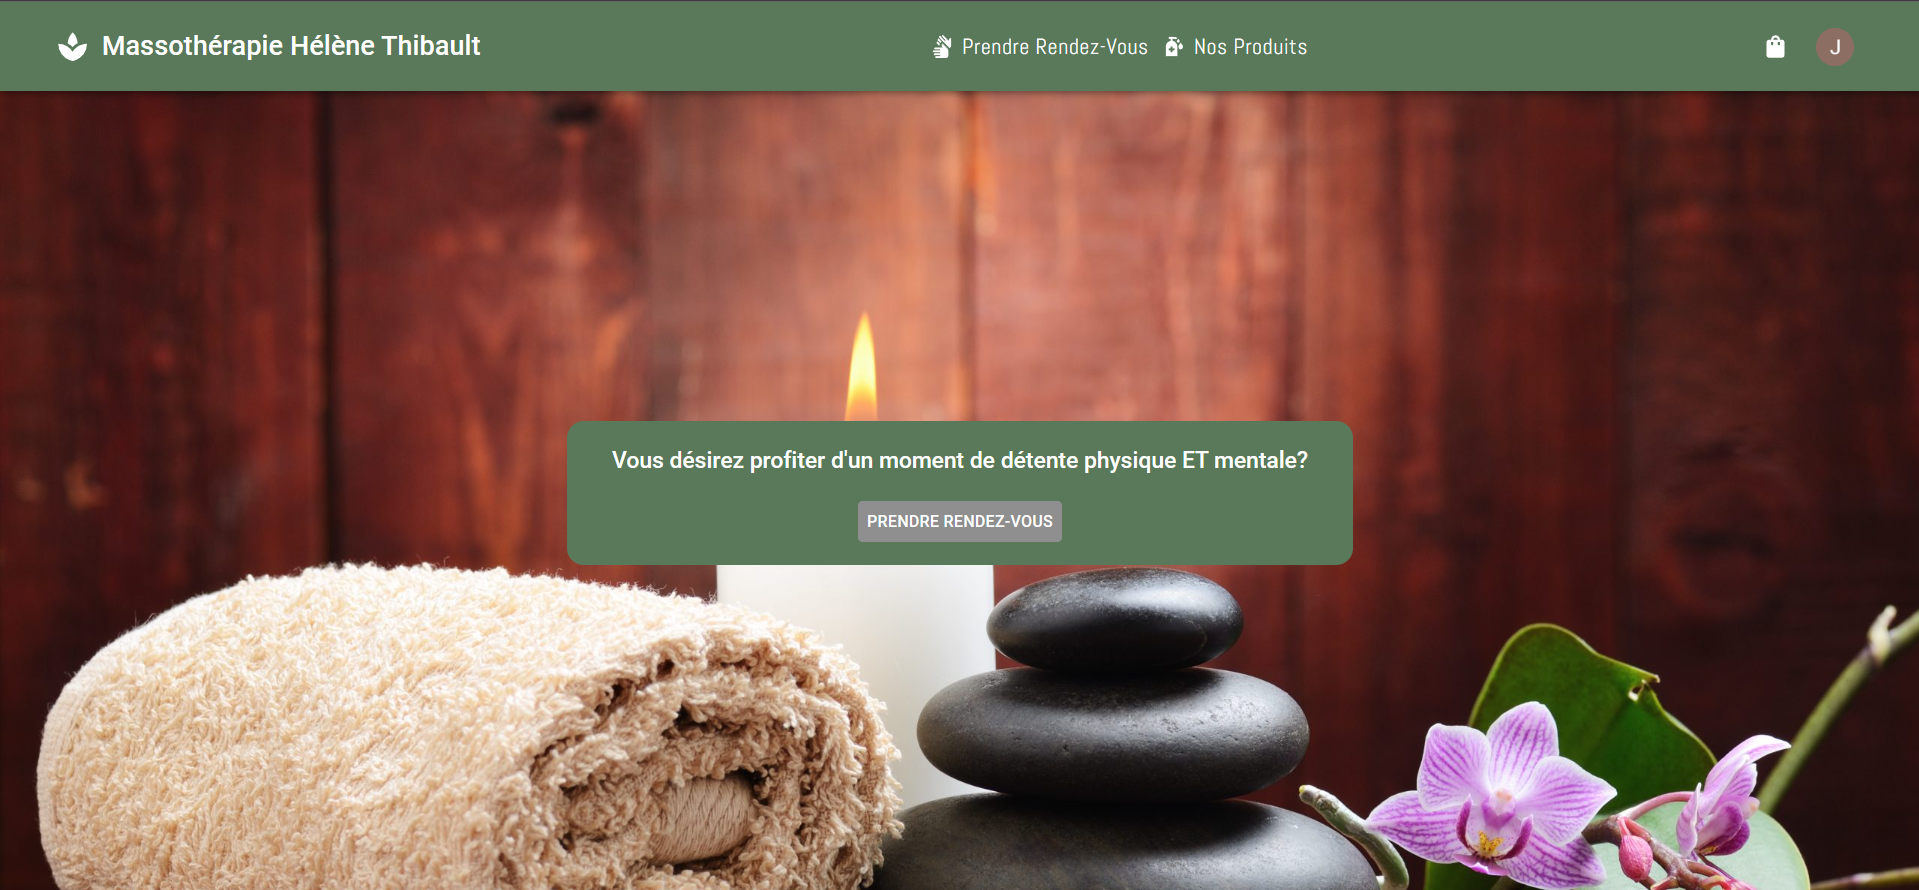 Massothérapie Hélène Thibault
Prendre Rendez-Vous
Nos Produits
J
Vous désirez profiter d'un moment de détente physique ET mentale?
PRENDRE RENDEZ-VOUS